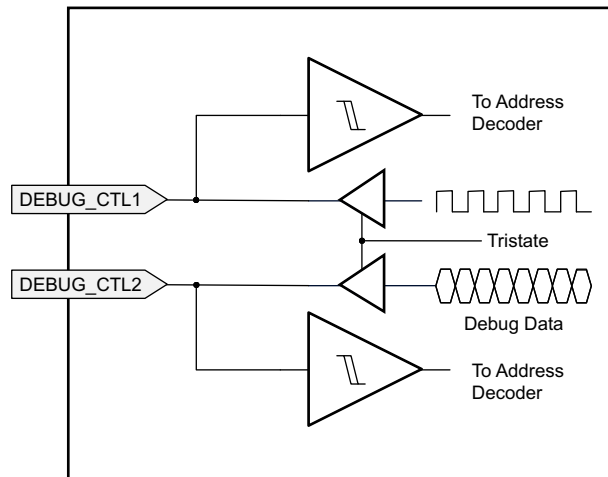 To Address
Decoder
DEBUG_CTL1
Tristate
DEBUG_CTL2
Debug Data
To Address
Decoder